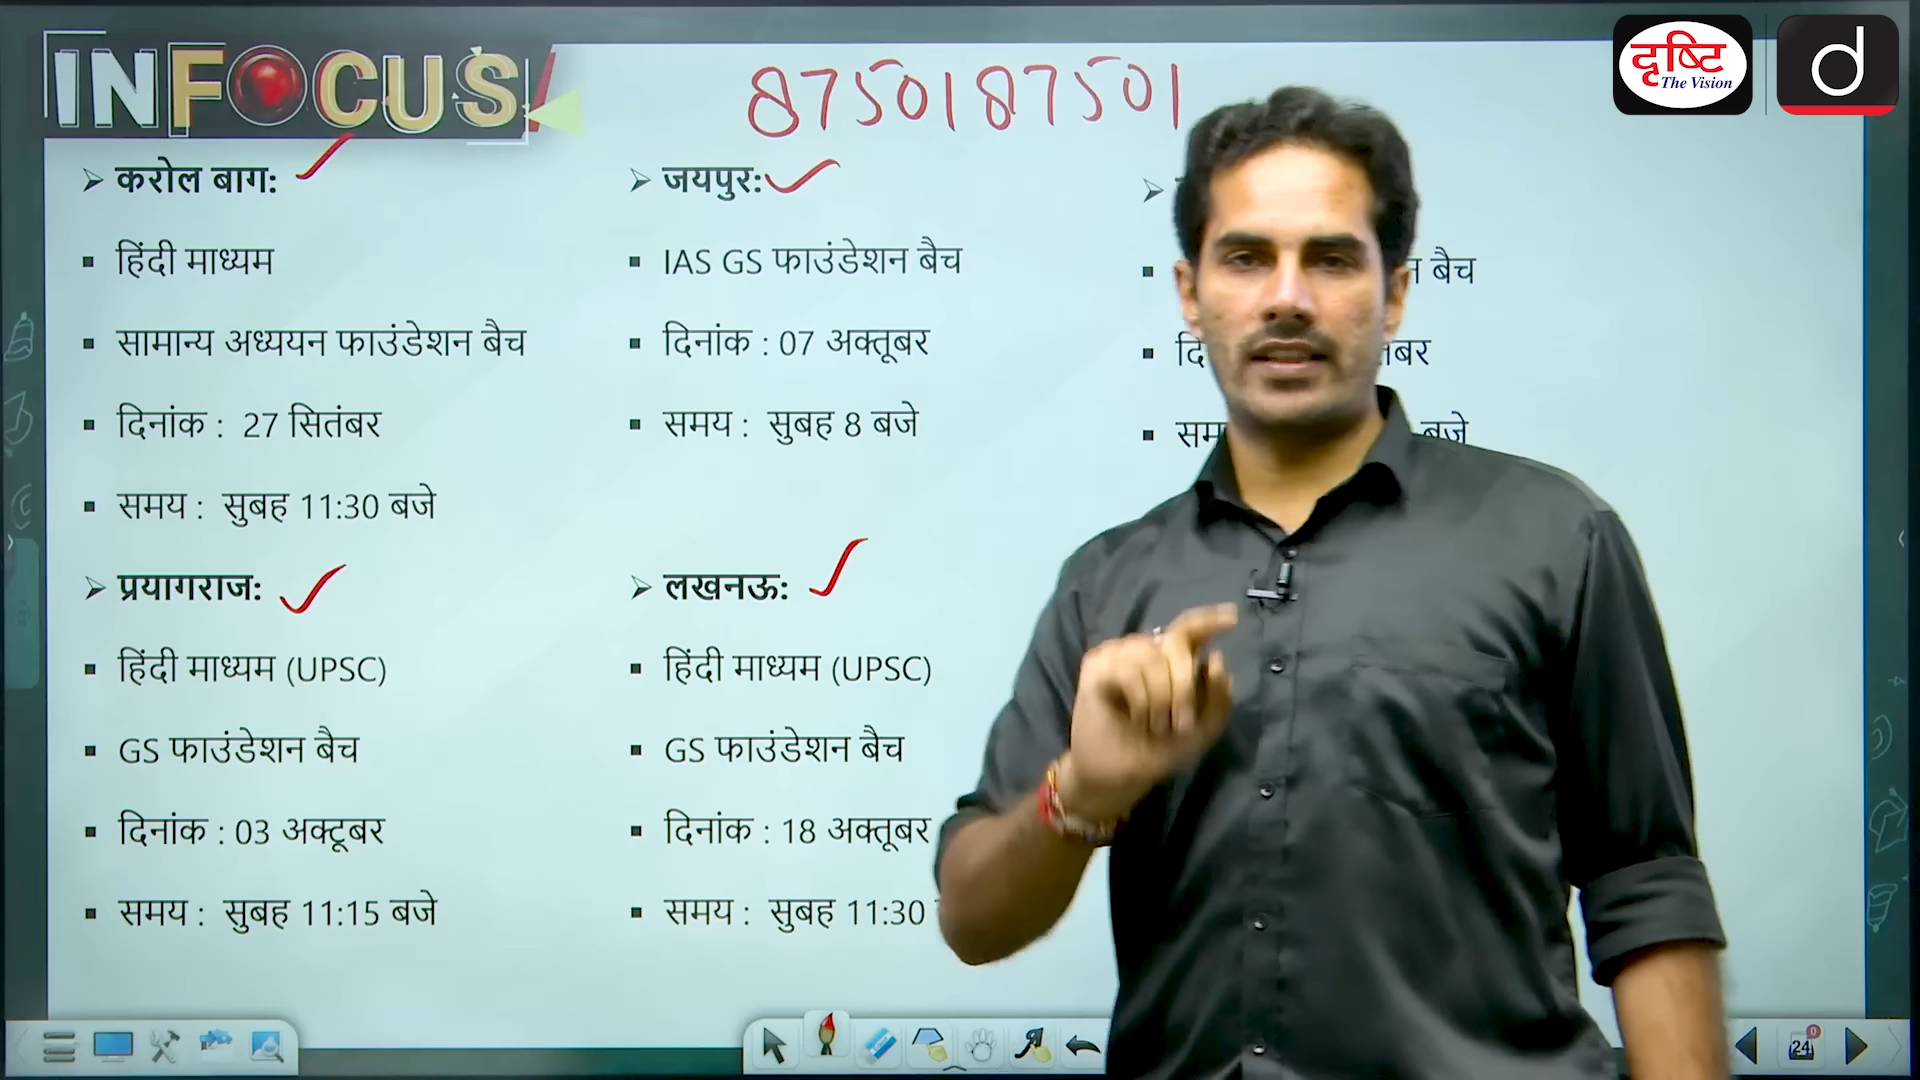 INFOCUS
8750187501
दृष्टि
The Vision
d
करोल बाग:
हिंदी माध्यम
सामान्य अध्ययन फाउंडेशन बैच
दिनांक : 27 सितंबर
समय : सुबह 11:30 बजे
जयपुर:
IAS GS फाउंडेशन बैच
दिनांक : 07 अक्तूबर
समय : सुबह 8 बजे
बैच
बजे
प्रयागराज:
हिंदी माध्यम (UPSC)
GS फाउंडेशन बैच
दिनांक : 03 अक्टूबर
समय : सुबह 11:15 बजे
लखनऊ:
हिंदी माध्यम (UPSC)
GS फाउंडेशन बैच
दिनांक : 18 अक्तूबर
समय : सुबह 11:30
24
0